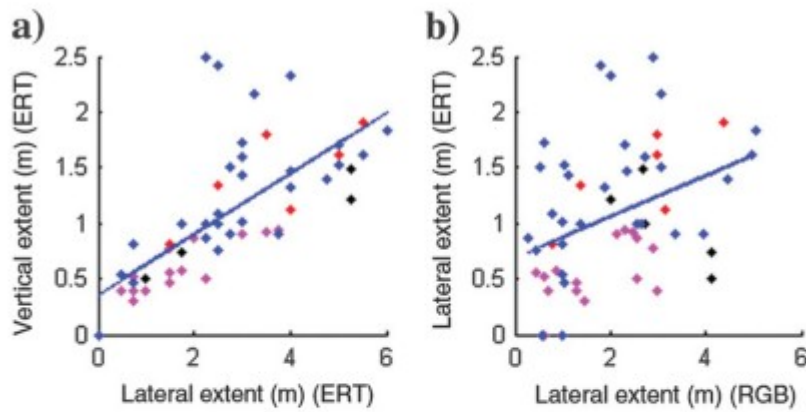 a)
Vertical extent (m) (ERT)
2.5
2
1.5
1
0.5
0
0 2 4 6
Lateral extent (m) (ERT)
b)
Lateral extent (m) (ERT)
2.5
2
1.5
1
0.5
0
0 2 4 6
Lateral extent (m) (RGB)